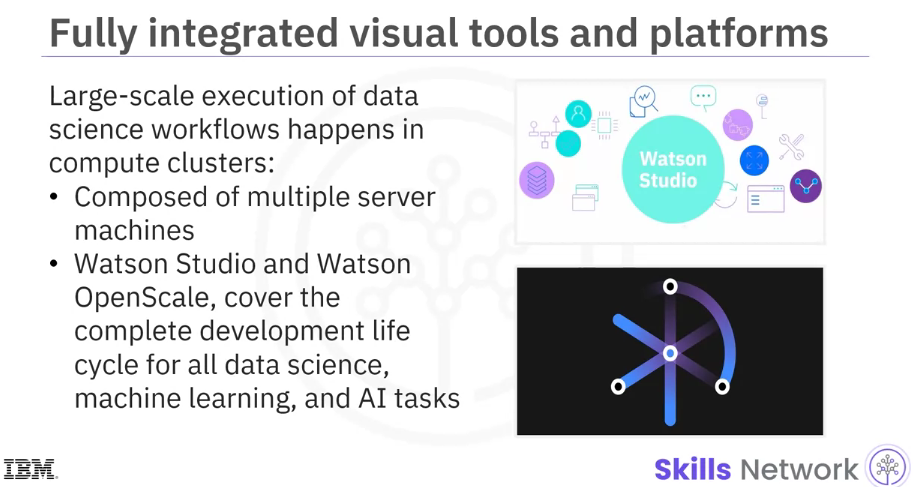 Fully integrated visual tools and platforms
Large-scale execution of data
science workflows happens in
compute clusters:
• Composed of multiple server
machines
• Watson Studio and Watson
OpenScale, cover the
complete development life
cycle for all data science,
machine learning, and AI tasks
Watson
Studio
IBM.
Skills Network